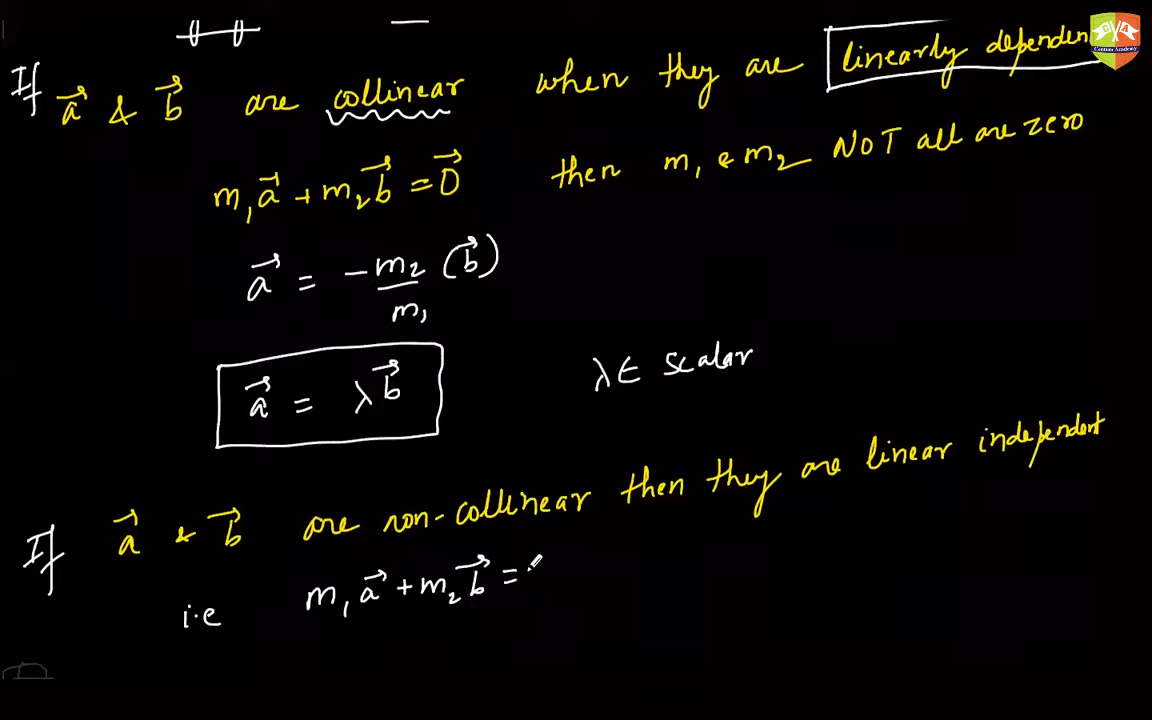 If a⃗ & b⃗ are collinear when they are linearly dependen
m₁a⃗ + m₂b⃗ = 0⃗ then m₁ & m₂ NOT all are zero
a⃗ = -m₂/m₁ (b⃗)
a⃗ = λb⃗ λ∈ scalar
If a⃗ & b⃗ are non-collinear then they are linear independent
i.e m₁a⃗ + m₂b⃗ =